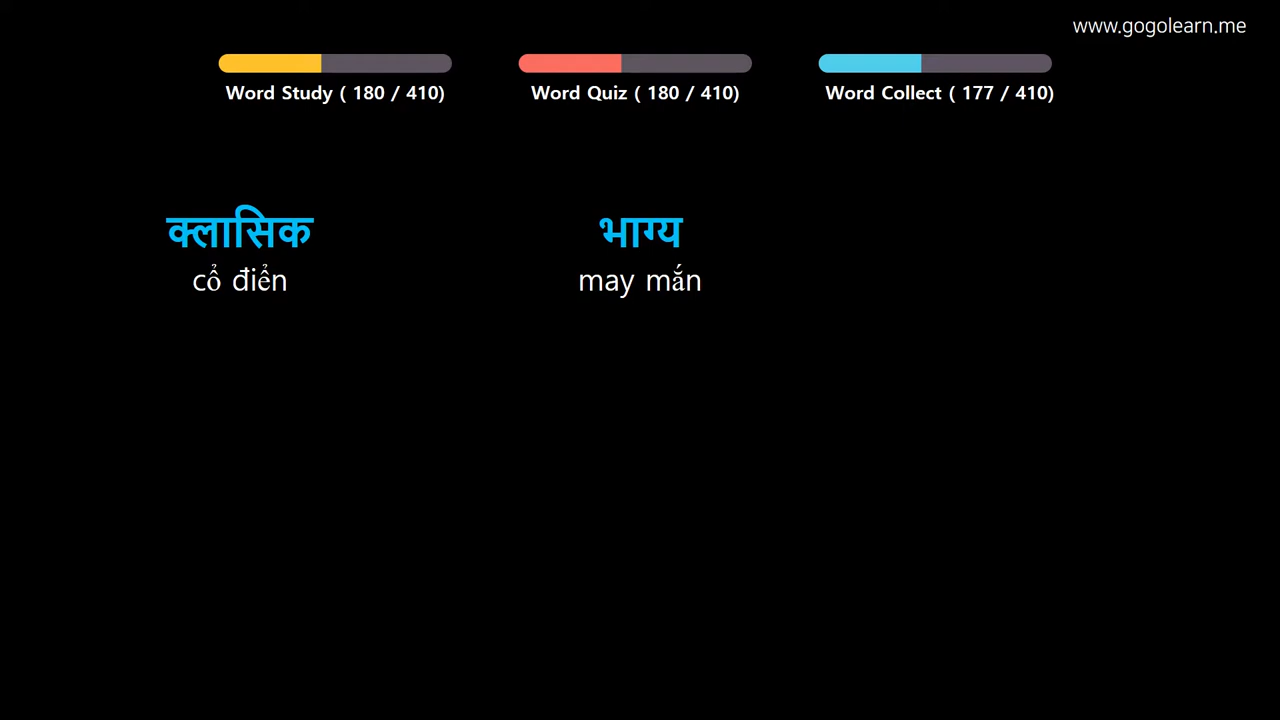 www.gogolearn.me
Word Study ( 180 / 410)
Word Quiz ( 180 / 410)
Word Collect ( 177 / 410)
क्लासिक
cổ điển
भाग्य
may mắn